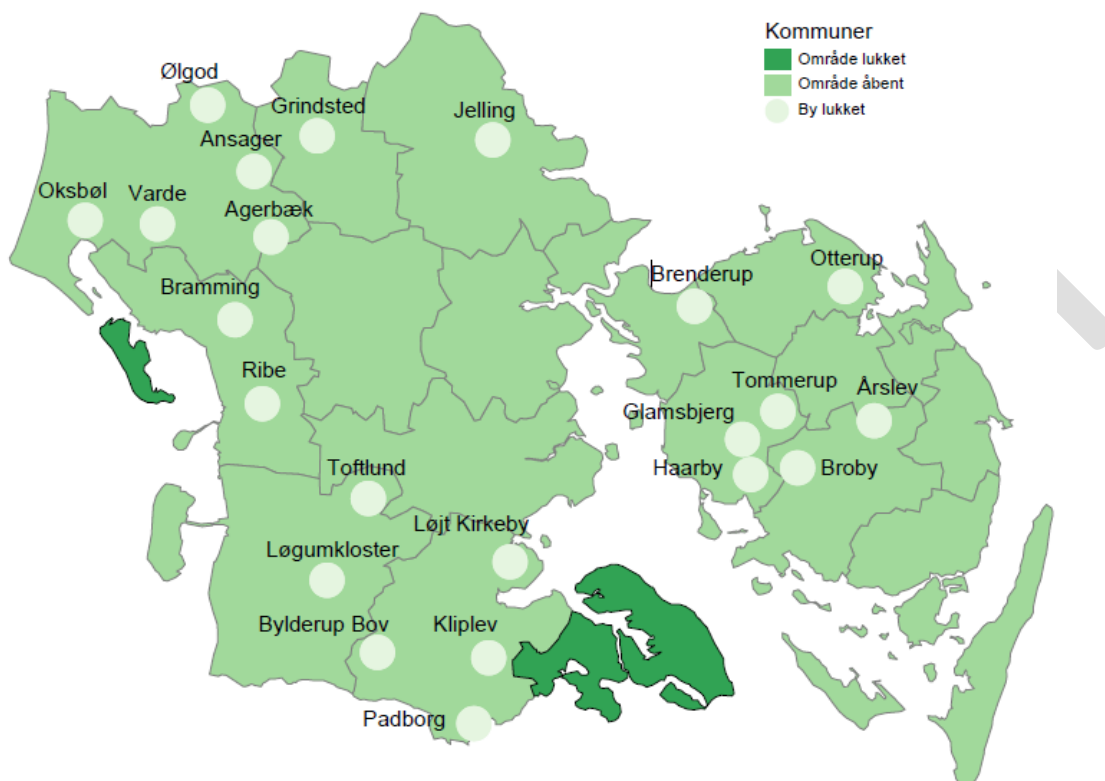 Kommuner
Område lukket
Område åbent
By lukket
Ølgod
Grindsted
Jelling
Ansager
Oksbøl
Varde
Agerbæk
Bramming
Brenderup
Otterup
Ribe
Tommerup
Årslev
Glamsbjerg
Haarby
Broby
Toftlund
Løjt Kirkeby
Løgumkloster
Bylderup Bov
Kliplev
Padborg